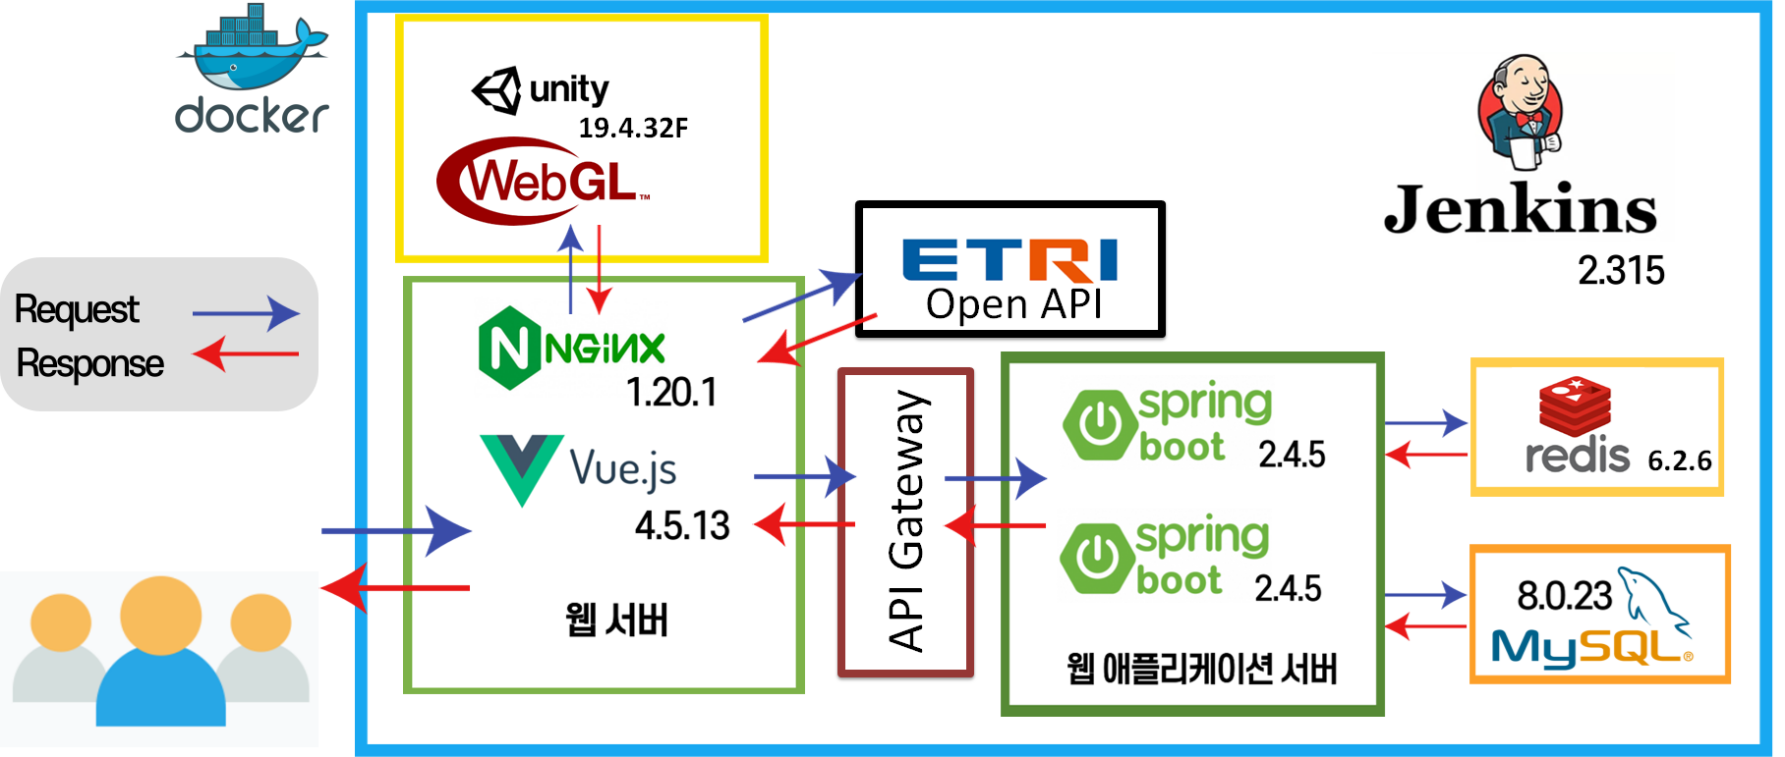 docker
unity
19.4.32F
WebGL™
Jenkins
2.315
ETRI
Open API
Request
Response
N NGINX
1.20.1
Vue.js
4.5.13
웹 서버
API Gateway
spring
boot 2.4.5
spring
boot 2.4.5
웹 애플리케이션 서버
redis 6.2.6
8.0.23
MySQL®